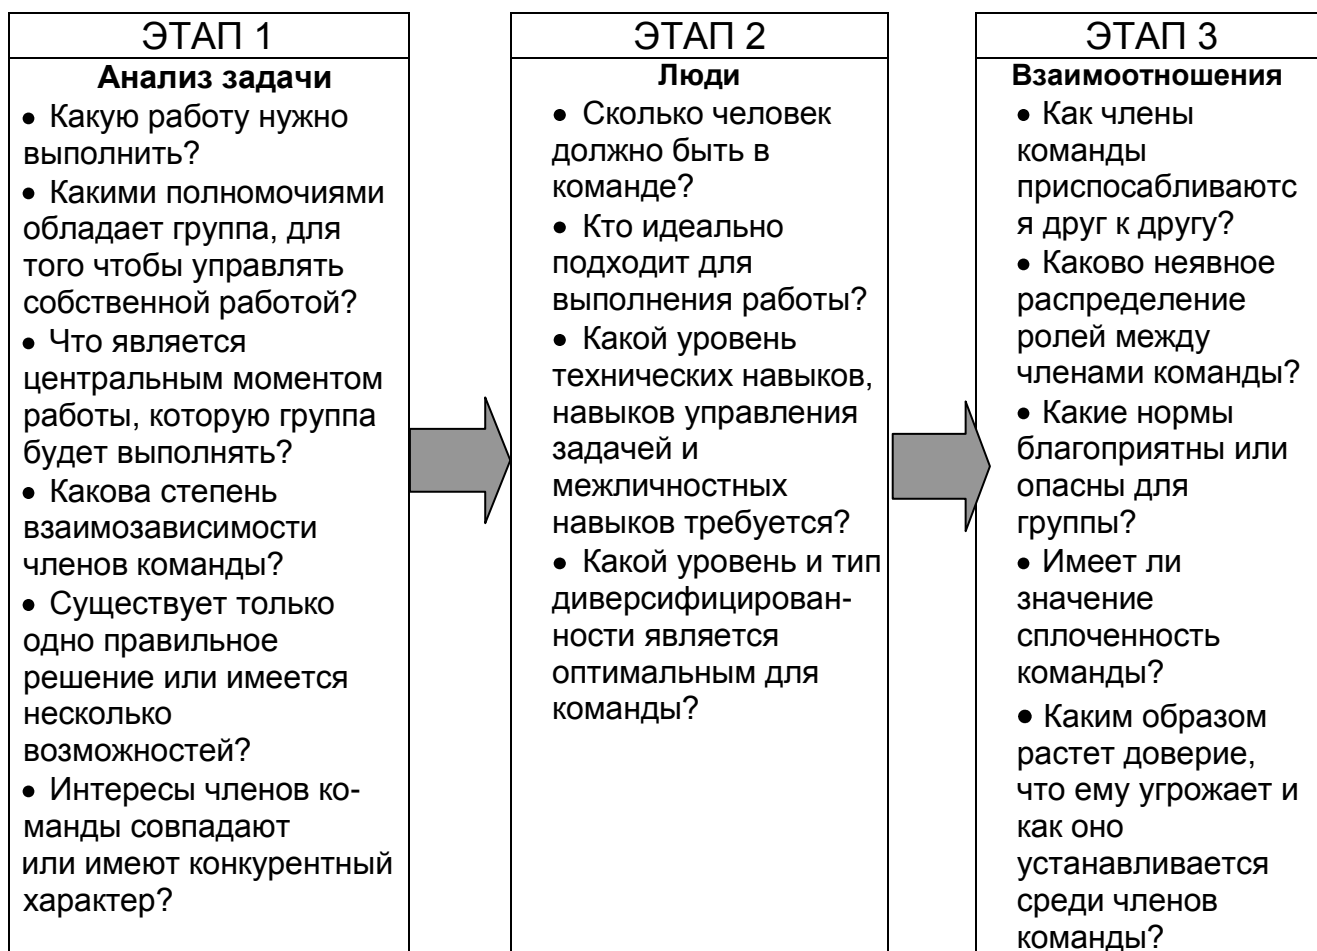 ЭТАП 1
Анализ задачи
• Какую работу нужно
выполнить?
• Какими полномочиями
обладает группа, для
того чтобы управлять
собственной работой?
• Что является
центральным моментом
работы, которую группа
будет выполнять?
• Какова степень
взаимозависимости
членов команды?
• Существует только
одно правильное
решение или имеется
несколько
возможностей?
• Интересы членов ко-
манды совпадают
или имеют конкурентный
характер?
ЭТАП 2
Люди
• Сколько человек
должно быть в
команде?
• Кто идеально
подходит для
выполнения работы?
• Какой уровень
технических навыков,
навыков управления
задачей и
межличностных
навыков требуется?
• Какой уровень и тип
диверсифицирован-
ности является
оптимальным для
команды?
ЭТАП 3
Взаимоотношения
• Как члены
команды
приспосабливаютс
я друг к другу?
• Каково неявное
распределение
ролей между
членами команды?
• Какие нормы
благоприятны или
опасны для
группы?
• Имеет ли
значение
сплоченность
команды?
• Каким образом
растет доверие,
что ему угрожает и
как оно
устанавливается
среди членов
команды?